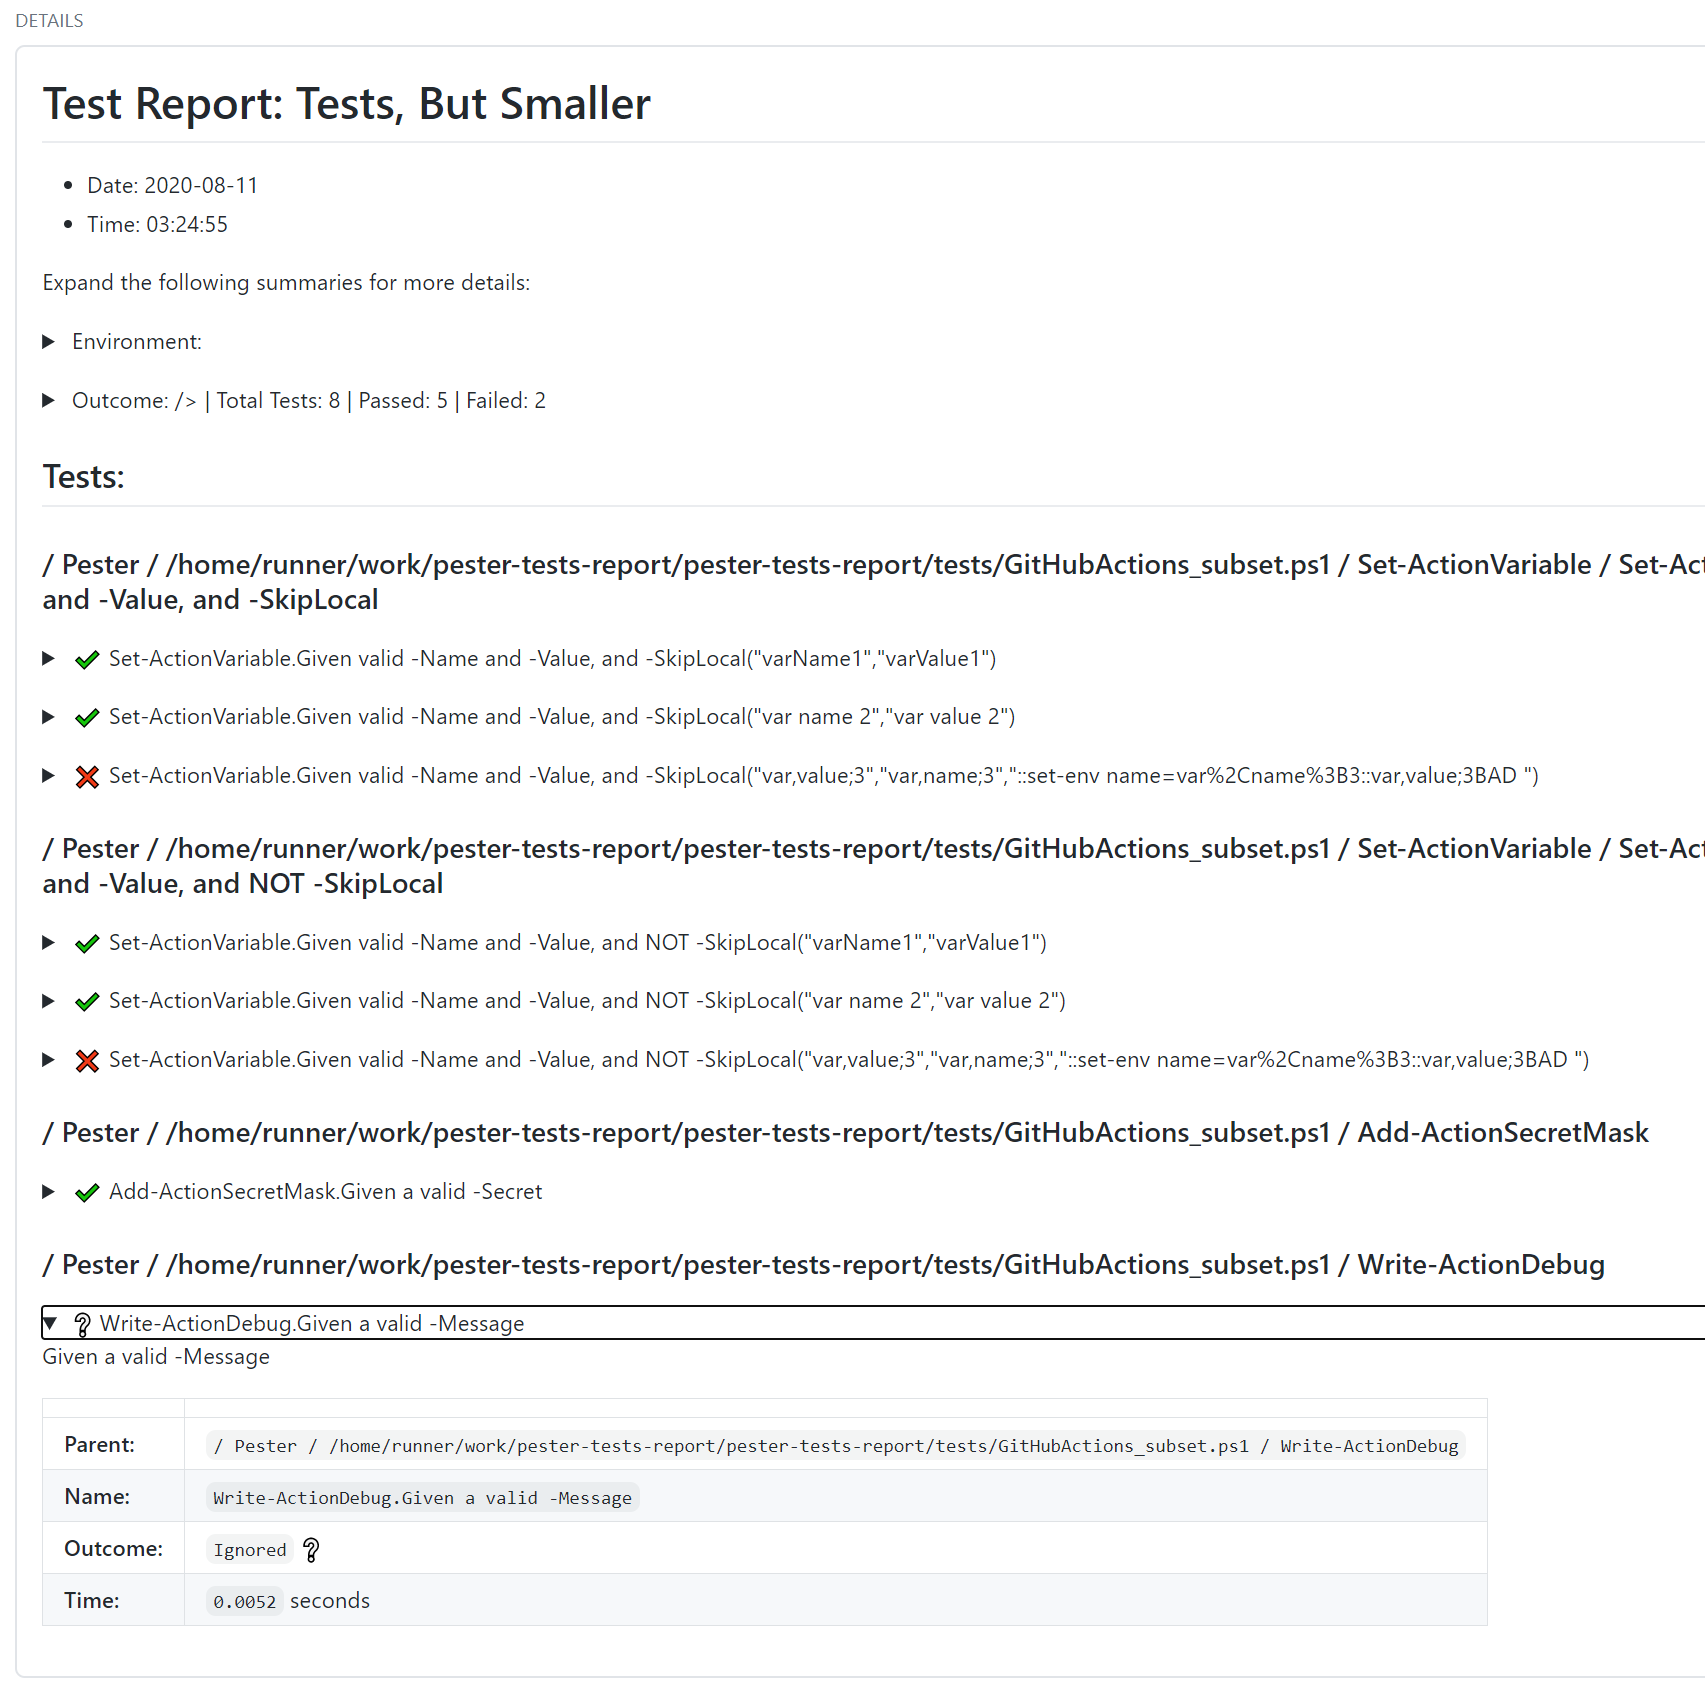 DETAILS
Test Report: Tests, But Smaller
Date: 2020-08-11
Time: 03:24:55
Expand the following summaries for more details:
Environment:
Outcome: /> | Total Tests: 8 | Passed: 5 | Failed: 2
Tests:
/ Pester / /home/runner/work/pester-tests-report/pester-tests-report/tests/GitHubActions_subset.ps1 / Set-ActionVariable / Set-Act
and -Value, and -SkipLocal
Set-ActionVariable.Given valid -Name and -Value, and -SkipLocal("varName1","varValue1")
Set-ActionVariable.Given valid -Name and -Value, and -SkipLocal("var name 2","var value 2")
Set-ActionVariable.Given valid -Name and -Value, and -SkipLocal("var,value;3","var,name;3","::set-env name=var%2Cname%3B3::var,value;3BAD ")
/ Pester / /home/runner/work/pester-tests-report/pester-tests-report/tests/GitHubActions_subset.ps1 / Set-ActionVariable / Set-Act
and -Value, and NOT -SkipLocal
Set-ActionVariable.Given valid -Name and -Value, and NOT -SkipLocal("varName1","varValue1")
Set-ActionVariable.Given valid -Name and -Value, and NOT -SkipLocal("var name 2","var value 2")
Set-ActionVariable.Given valid -Name and -Value, and NOT -SkipLocal("var,value;3","var,name;3","::set-env name=var%2Cname%3B3::var,value;3BAD ")
/ Pester / /home/runner/work/pester-tests-report/pester-tests-report/tests/GitHubActions_subset.ps1 / Add-ActionSecretMask
Add-ActionSecretMask.Given a valid -Secret
/ Pester / /home/runner/work/pester-tests-report/pester-tests-report/tests/GitHubActions_subset.ps1 / Write-ActionDebug
Write-ActionDebug.Given a valid -Message
Given a valid -Message
Parent: / Pester / /home/runner/work/pester-tests-report/pester-tests-report/tests/GitHubActions_subset.ps1 / Write-ActionDebug
Name: Write-ActionDebug.Given a valid -Message
Outcome: Ignored
Time: 0.0052 seconds